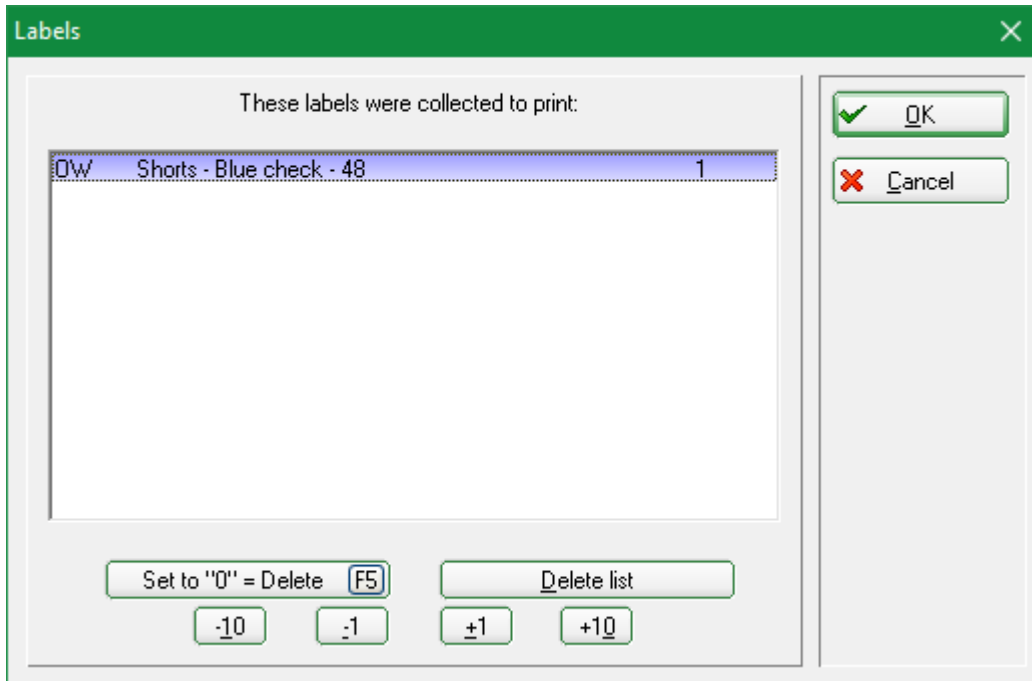 Labels
These labels were collected to print:
OW Shorts - Blue check - 48 1
Set to "0" = Delete F5
Delete list
-10 -1 +1 +10
OK
Cancel